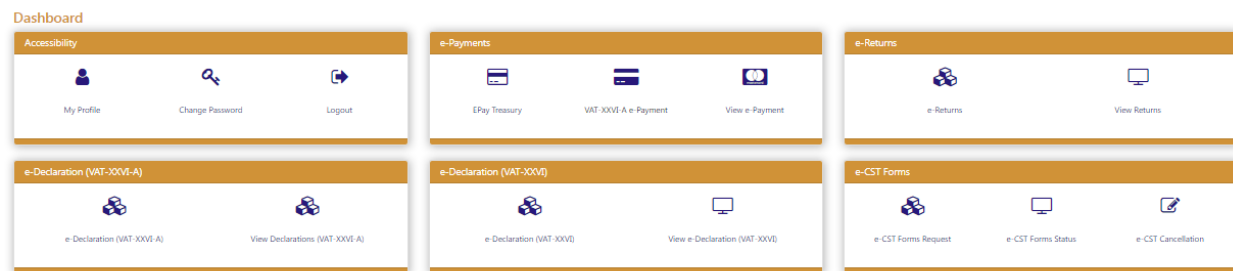 Dashboard
Accessibility
My Profile
Change Password
Logout
e-Payments
EPay Treasury
VAT-XXVI-A e-Payment
View e-Payment
e-Returns
e-Returns
View Returns
e-Declaration (VAT-XXVI-A)
e-Declaration (VAT-XXVI-A)
View Declarations (VAT-XXVI-A)
e-Declaration (VAT-XXVI)
e-Declaration (VAT-XXVI)
View e-Declaration (VAT-XXVI)
e-CST Forms
e-CST Forms Request
e-CST Forms Status
e-CST Cancellation